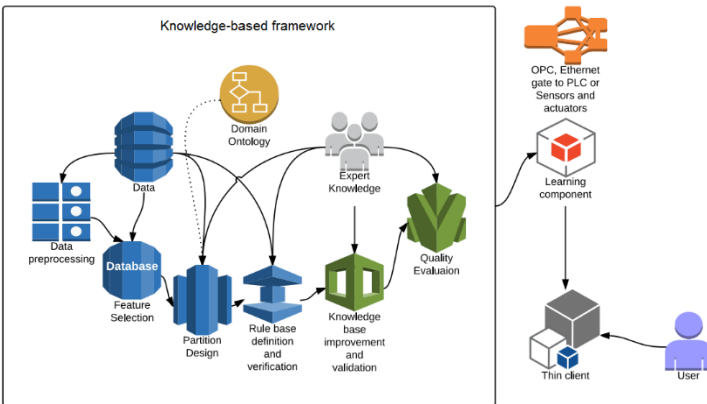 Knowledge-based framework
OPC, Ethernet
gate to PLC or
Sensors and
actuators
Domain
Ontology
Data
Expert
Knowledge
Learning
component
Data
preprocessing
Database
Feature
Selection
Quality
Evaluaion
Partition
Design
Rule base
definition
and
verification
Knowledge
base
improvement
and
validation
Thin client
User